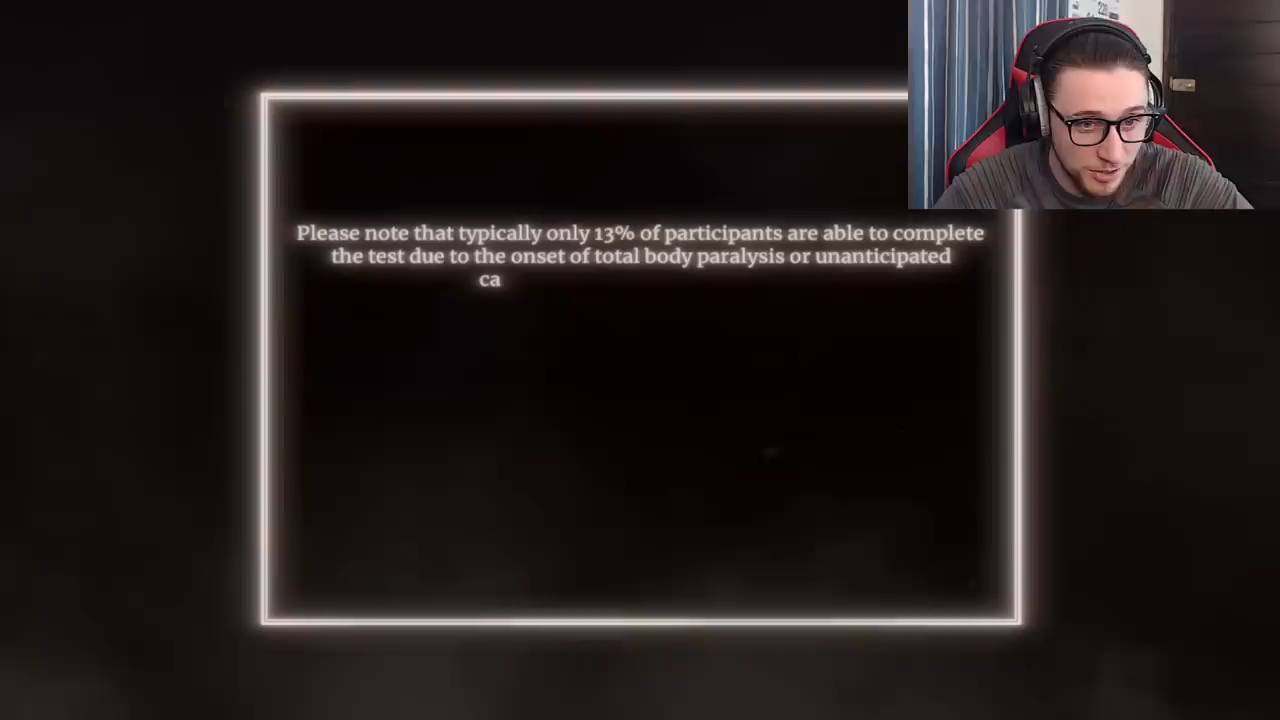 Please note that typically only 13% of participants are able to complete
the test due to the onset of total body paralysis or unanticipated
ca